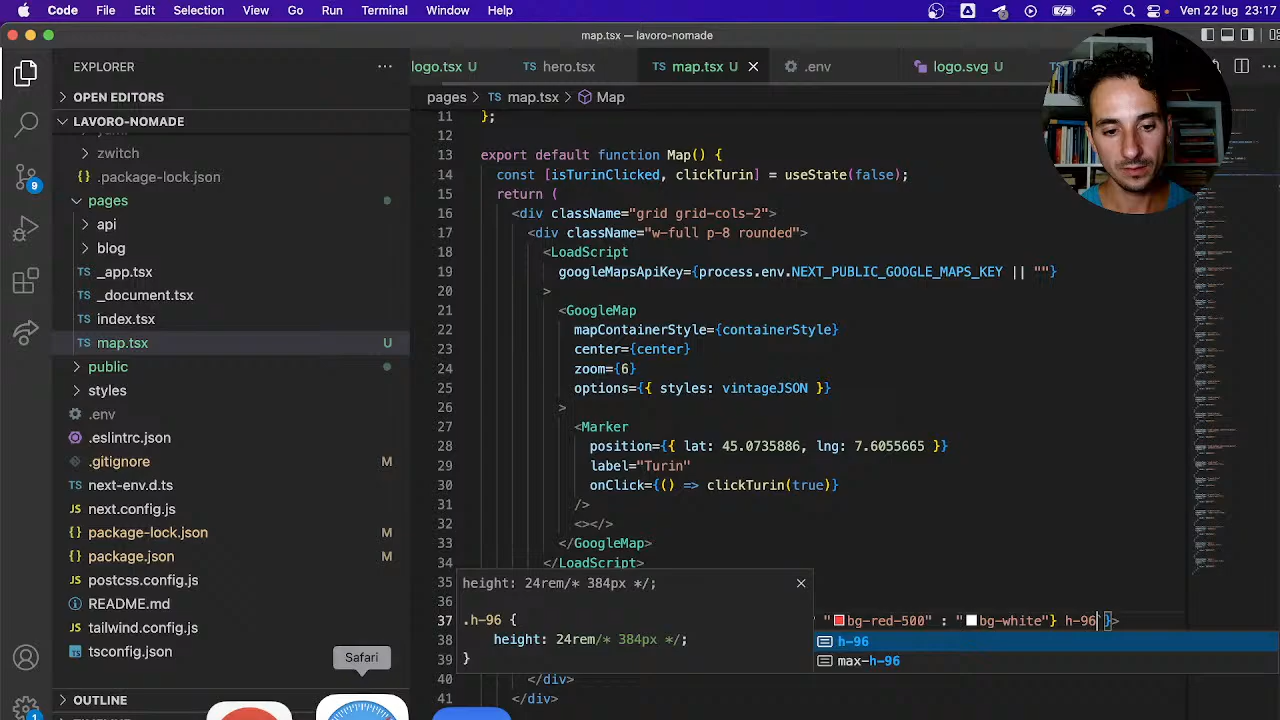 Code File Edit Selection View Go Run Terminal Window Help Ven 22 lug 23:17
map.tsx — lavoro-nomade
EXPLORER
logo.tsx U hero.tsx map.tsx U .env logo.svg U
OPEN EDITORS
pages > map.tsx > Map
LAVORO-NOMADE
zwitch
.package-lock.json
pages
api
blog
_app.tsx
_document.tsx
index.tsx
map.tsx U
public
styles
.env
.eslintrc.json
.gitignore M
next-env.d.ts
next.config.js
package-lock.json M
package.json M
postcss.config.js
README.md
tailwind.config.js
tsconfig.json
Safari
OUTLINE
9
1
11 };
13 export default function Map() {
14 const [isTurinClicked, clickTurin] = useState(false);
15 return (
16 <div className="grid grid-cols-2">
17 <div className="w-full p-8 rounded">
18 <LoadScript
19 googleMapsApiKey={process.env.NEXT_PUBLIC_GOOGLE_MAPS_KEY || ""}
20 >
21 <GoogleMap
22 mapContainerStyle={containerStyle}
23 center={center}
24 zoom={6}
25 options={{ styles: vintageJSON }}
26 >
27 <Marker
28 position={{ lat: 45.0735886, lng: 7.6055665 }}
29 label="Turin"
30 onClick={() => clickTurin(true)}
31 />
32 <></>
33 </GoogleMap>
34 </LoadScript>
35
36
37 "bg-red-500" : "bg-white"} h-96`}>
38
39
40 </div>
41 </div>
height: 24rem/* 384px */;
.h-96 {
height: 24rem/* 384px */;
}
h-96
max-h-96